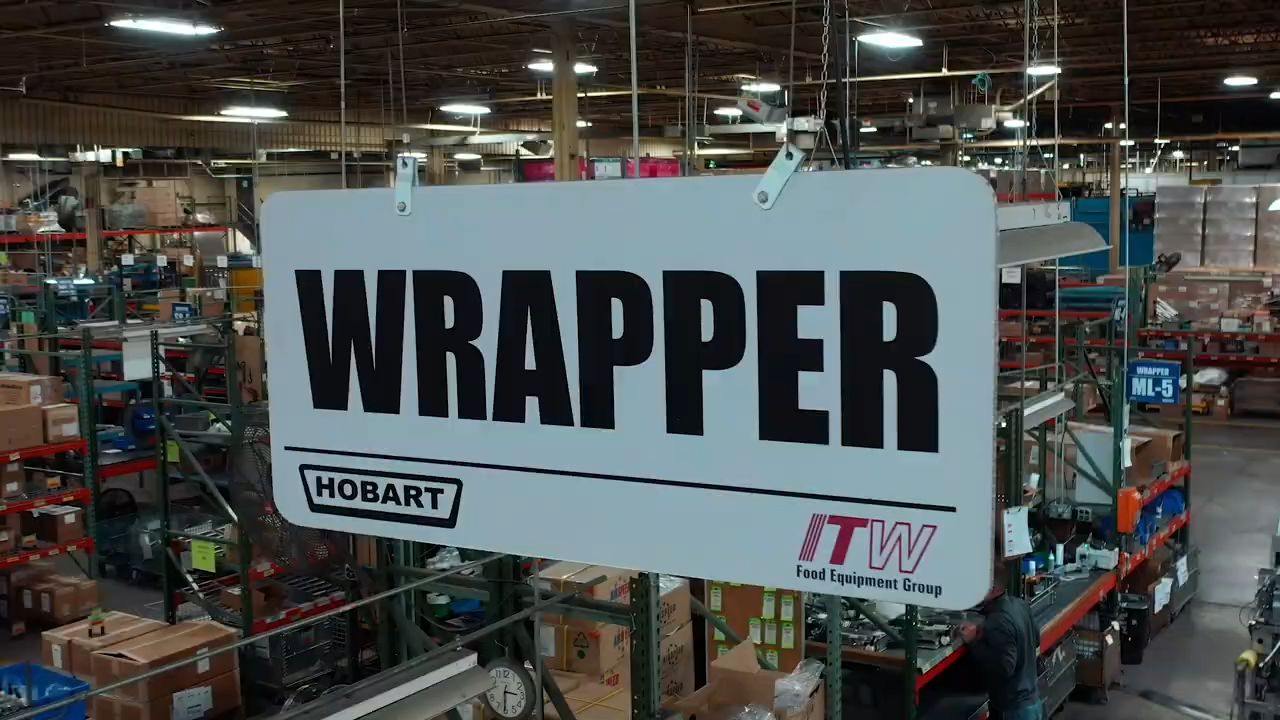 WRAPPER
HOBART
ITW
Food Equipment Group
WRAPPER
ML-5